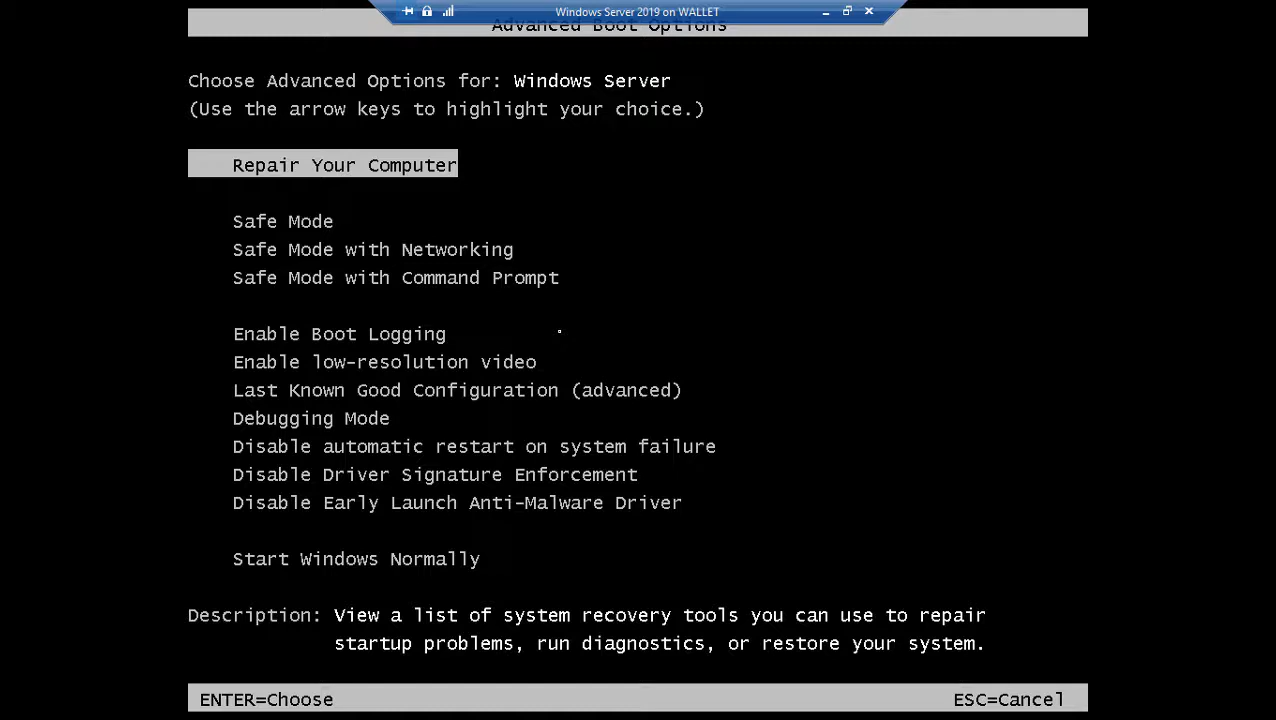 Windows Server 2019 on WALLET
Advanced Boot Options
Choose Advanced Options for: Windows Server
(Use the arrow keys to highlight your choice.)
Repair Your Computer
Safe Mode
Safe Mode with Networking
Safe Mode with Command Prompt
Enable Boot Logging
Enable low-resolution video
Last Known Good Configuration (advanced)
Debugging Mode
Disable automatic restart on system failure
Disable Driver Signature Enforcement
Disable Early Launch Anti-Malware Driver
Start Windows Normally
Description: View a list of system recovery tools you can use to repair
startup problems, run diagnostics, or restore your system.
ENTER=Choose ESC=Cancel